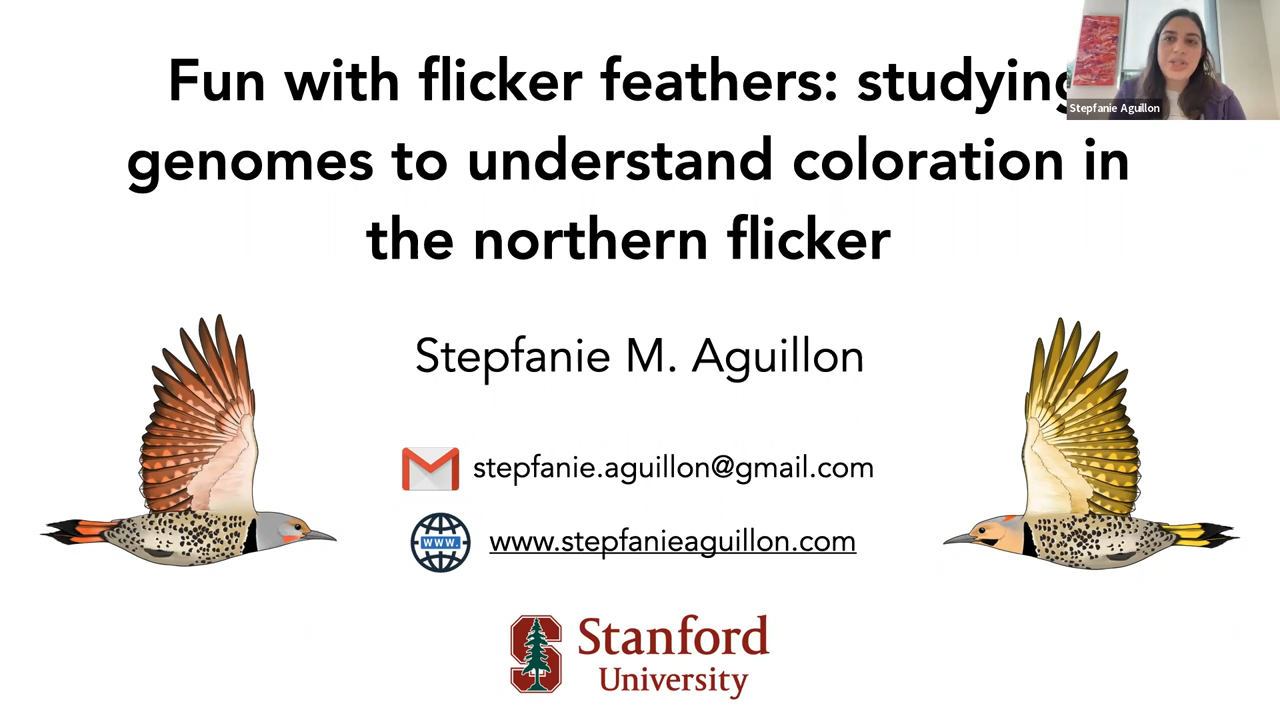 Fun with flicker feathers: studying
genomes to understand coloration in
the northern flicker
Stepfanie Aguillon
Stepfanie M. Aguillon
stepfanie.aguillon@gmail.com
www.
www.stepfanieaguillon.com
S
Stanford
University